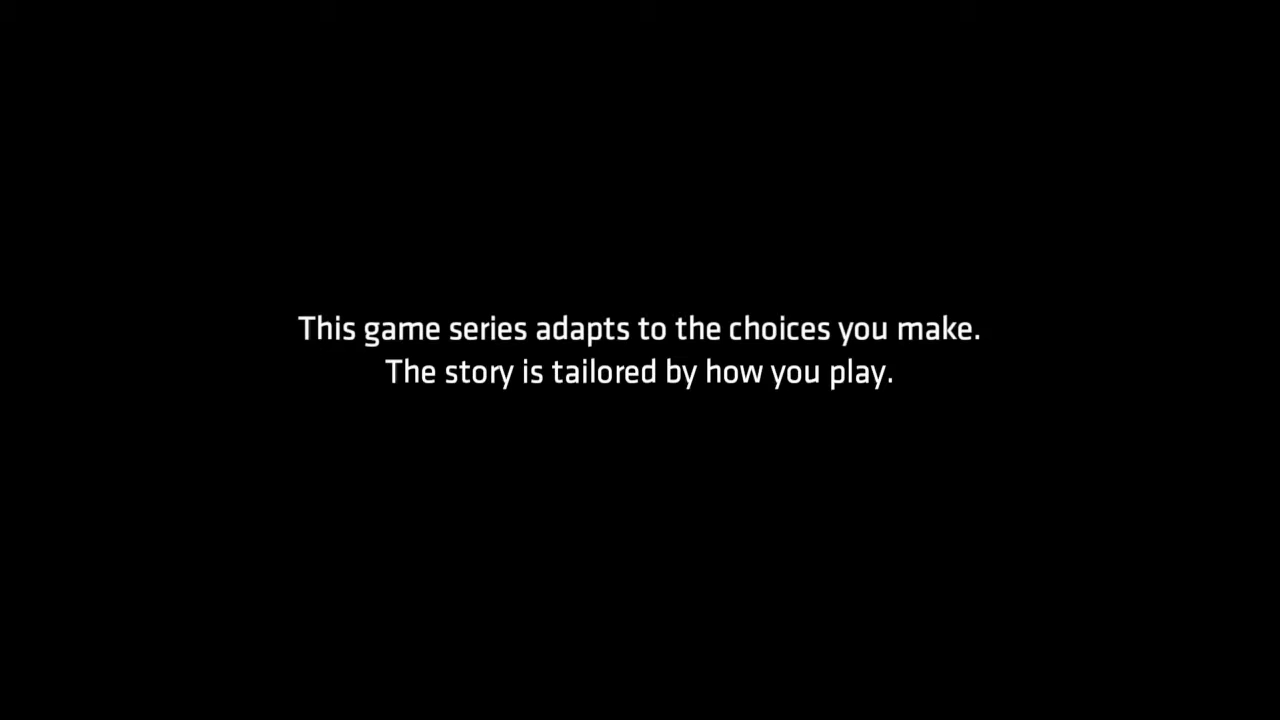 This game series adapts to the choices you make.
The story is tailored by how you play.